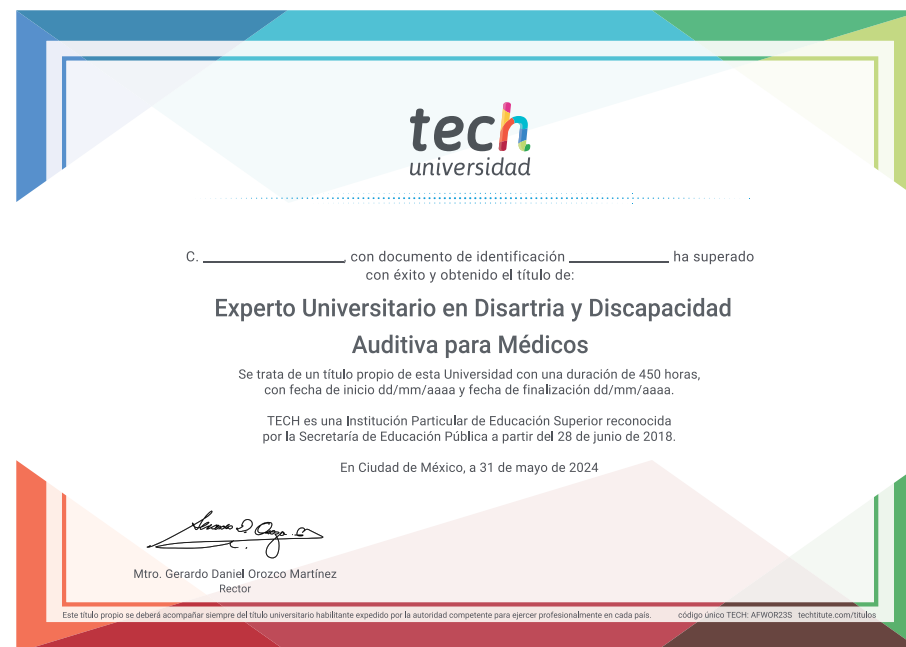 tech
universidad
C. ____________________, con documento de identificación ______________ ha superado
con éxito y obtenido el título de:
Experto Universitario en Disartria y Discapacidad
Auditiva para Médicos
Se trata de un título propio de esta Universidad con una duración de 450 horas,
con fecha de inicio dd/mm/aaaa y fecha de finalización dd/mm/aaaa.
TECH es una Institución Particular de Educación Superior reconocida
por la Secretaría de Educación Pública a partir del 28 de junio de 2018.
En Ciudad de México, a 31 de mayo de 2024
Mtro. Gerardo Daniel Orozco Martínez
Rector
Este título propio se deberá acompañar siempre del título universitario habilitante expedido por la autoridad competente para ejercer profesionalmente en cada país. código único TECH: AFWOR23S techtitute.com/titulos